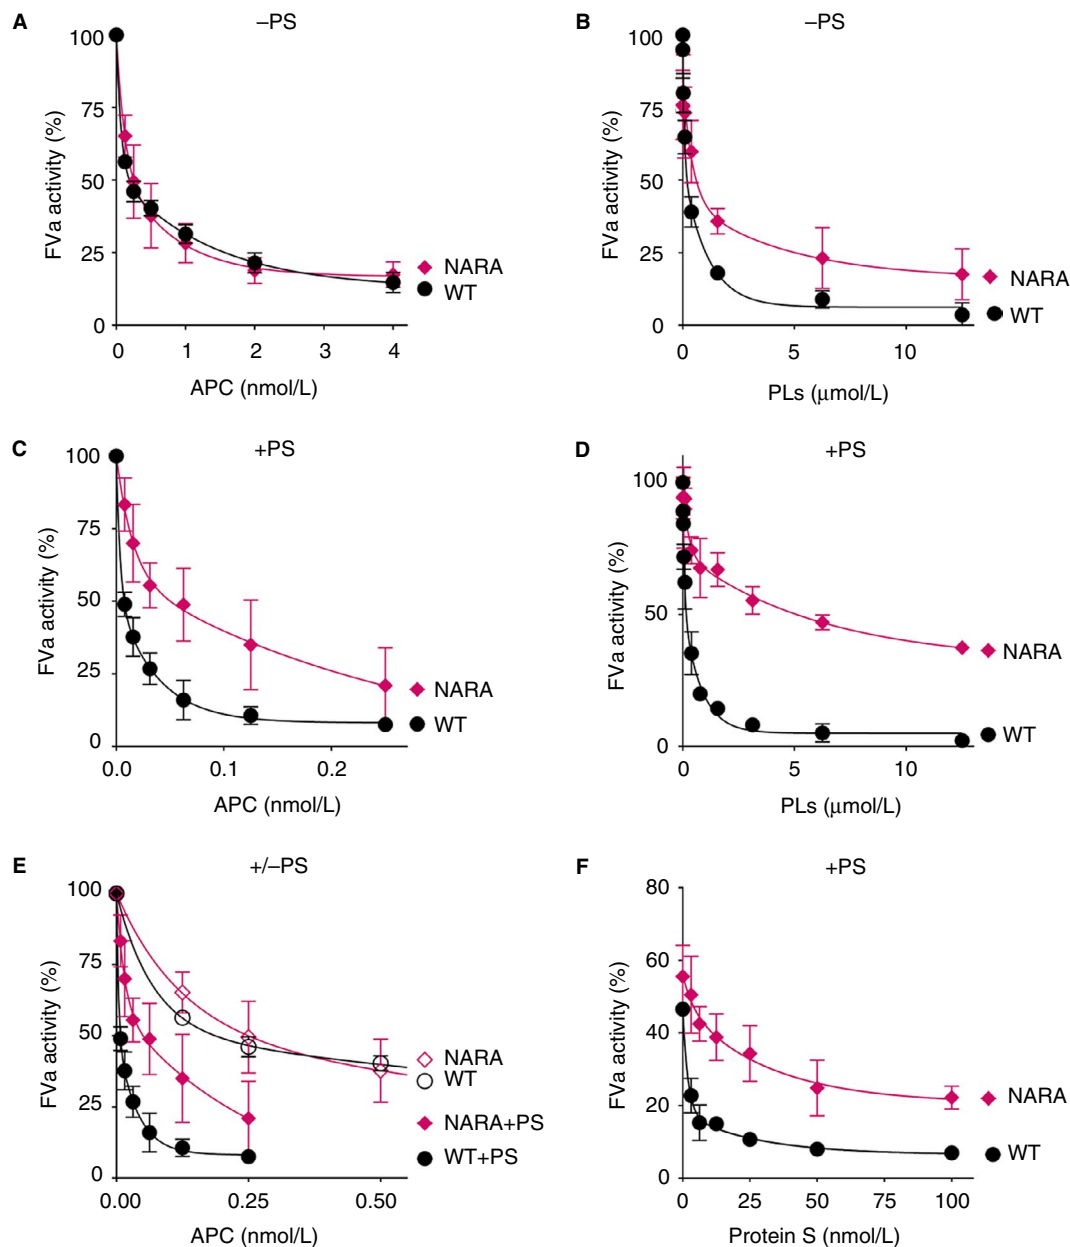 A
–PS
100
75
50
25
0
FVa activity (%)
0
1
2
3
4
APC (nmol/L)
NARA
WT
B
–PS
100
75
50
25
0
FVa activity (%)
0
5
10
PLs (μmol/L)
NARA
WT
C
+PS
100
75
50
25
0
FVa activity (%)
0.0
0.1
0.2
APC (nmol/L)
NARA
WT
D
+PS
100
50
0
FVa activity (%)
0
5
10
PLs (μmol/L)
NARA
WT
E
+/–PS
100
75
50
25
0
FVa activity (%)
0.00
0.25
0.50
APC (nmol/L)
NARA
WT
NARA+PS
WT+PS
F
+PS
80
60
40
20
0
FVa activity (%)
0
25
50
75
100
Protein S (nmol/L)
NARA
WT